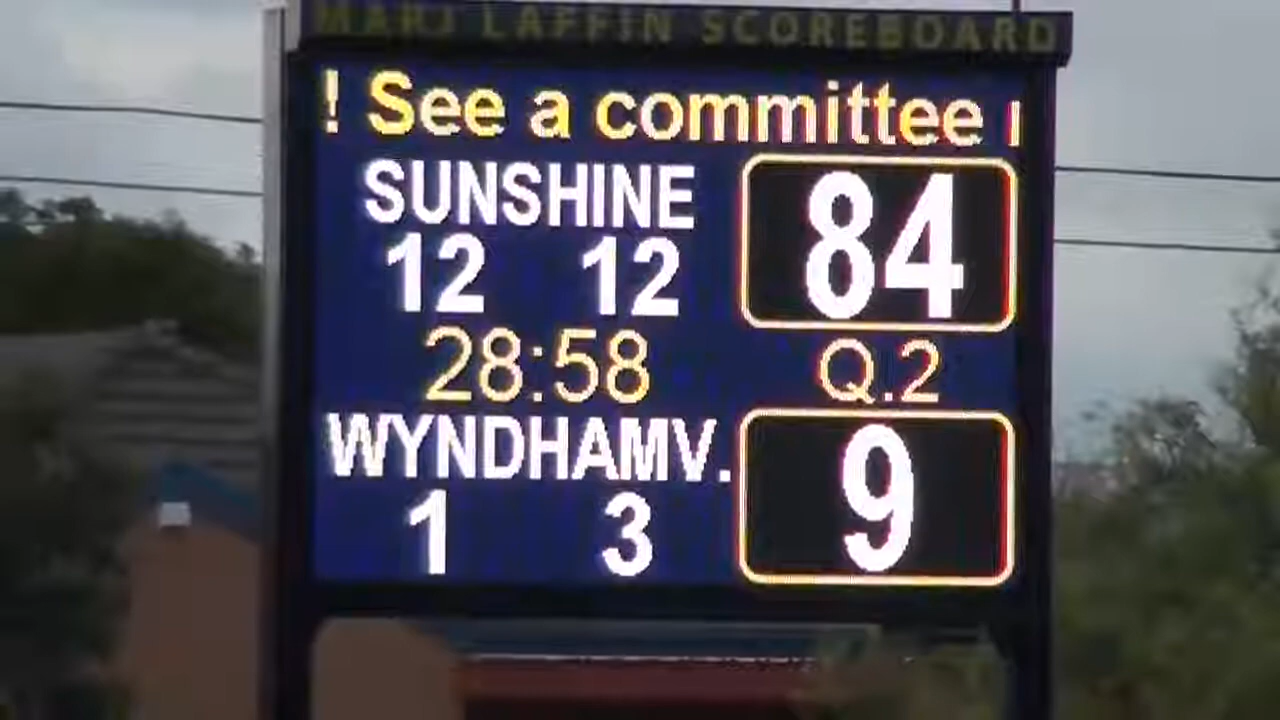 MARJ LAFFIN SCOREBOARD
! See a committee
SUNSHINE
12 12
84
28:58 Q.2
WYNDHAMV.
1 3
9